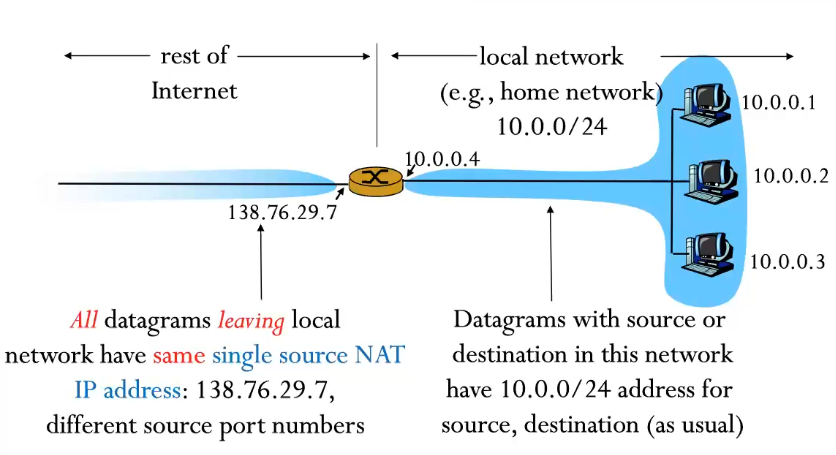 rest of
Internet
local network
(e.g., home network)
10.0.0/24
10.0.0.1
10.0.0.4
10.0.0.2
138.76.29.7
10.0.0.3
All datagrams leaving local
network have same single source NAT
IP address: 138.76.29.7,
different source port numbers
Datagrams with source or
destination in this network
have 10.0.0/24 address for
source, destination (as usual)